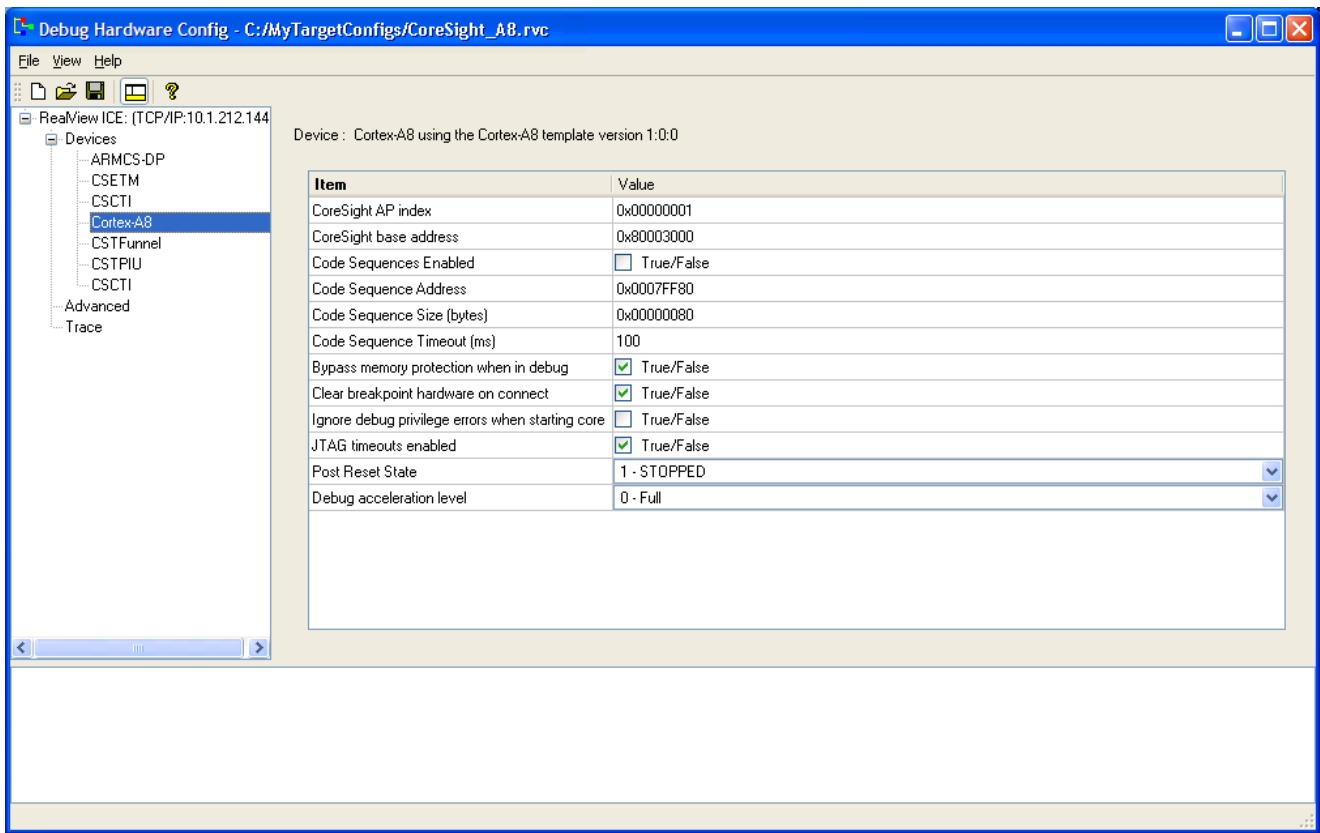 Debug Hardware Config - C:/MyTargetConfigs/CoreSight_A8.rvc
File View Help
RealView ICE: (TCP/IP:10.1.212.144
Devices
ARMCS-DP
CSETM
CSCTI
Cortex-A8
CSTFunnel
CSTPIU
CSCTI
Advanced
Trace
Device : Cortex-A8 using the Cortex-A8 template version 1:0:0
Item Value
CoreSight AP index 0x00000001
CoreSight base address 0x80003000
Code Sequences Enabled True/False
Code Sequence Address 0x0007FF80
Code Sequence Size (bytes) 0x00000080
Code Sequence Timeout (ms) 100
Bypass memory protection when in debug True/False
Clear breakpoint hardware on connect True/False
Ignore debug privilege errors when starting core True/False
JTAG timeouts enabled True/False
Post Reset State 1 - STOPPED
Debug acceleration level 0 - Full